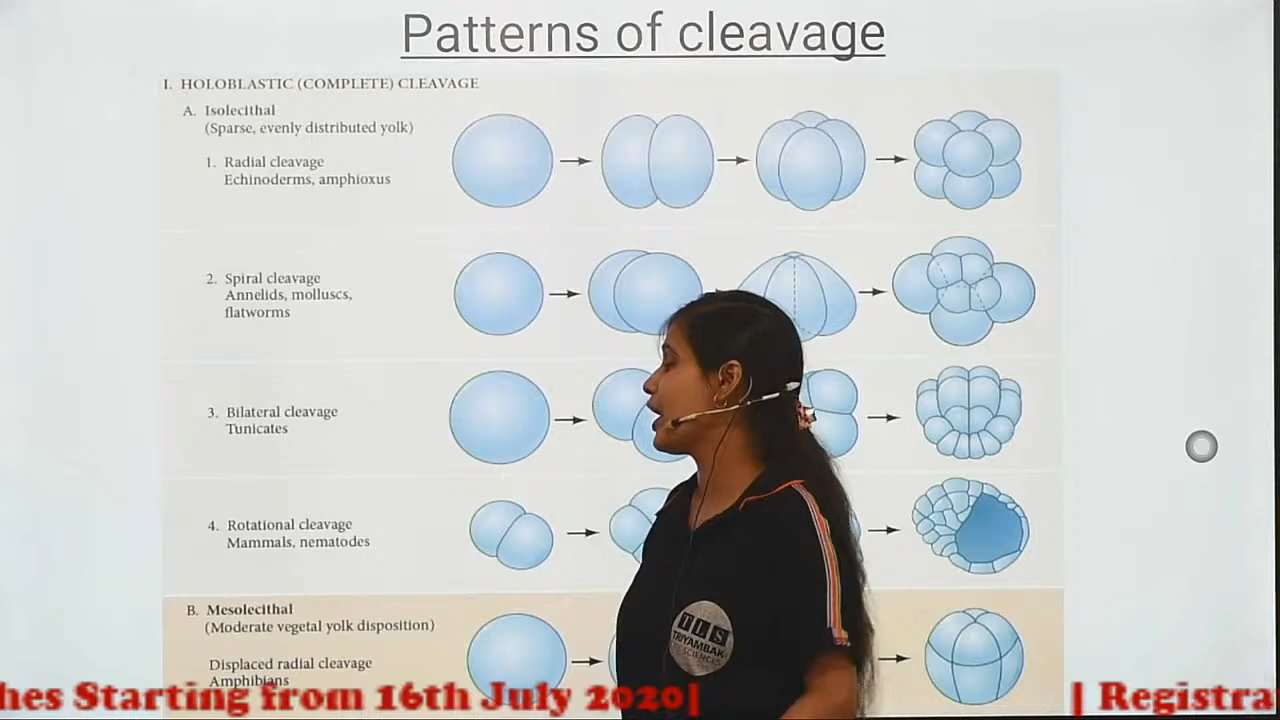 Patterns of cleavage
I. HOLOBLASTIC (COMPLETE) CLEAVAGE
A. Isolecithal
(Sparse, evenly distributed yolk)
1. Radial cleavage
Echinoderms, amphioxus
2. Spiral cleavage
Annelids, molluscs,
flatworms
3. Bilateral cleavage
Tunicates
4. Rotational cleavage
Mammals, nematodes
B. Mesolecithal
(Moderate vegetal yolk disposition)
Displaced radial cleavage
Amphibians
TLS
TRIYAMBAK
hes Starting from 16th July 2020| | Registra